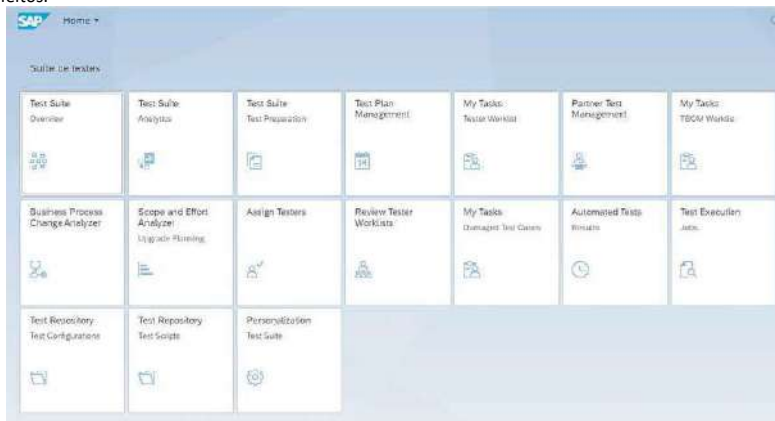 feitos.
SAP Home
Suite de testes
Test Suite
Overview
Test Suite
Analytics
Test Suite
Test Preparation
Test Plan
Management
14
My Tasks
Tester Worklist
Partner Test
Management
My Tasks
TBOM Worklis
Business Process
Change Analyzer
Scope and Effort
Analyzer
Upgrade Planning
Assign Testers
Review Tester
Worklists
My Tasks
Damaged Test Cases
Automated Tests
Results
Test Execution
Jobs
Test Repository
Test Configurations
Test Repository
Test Scripts
Personalization
Test Suite